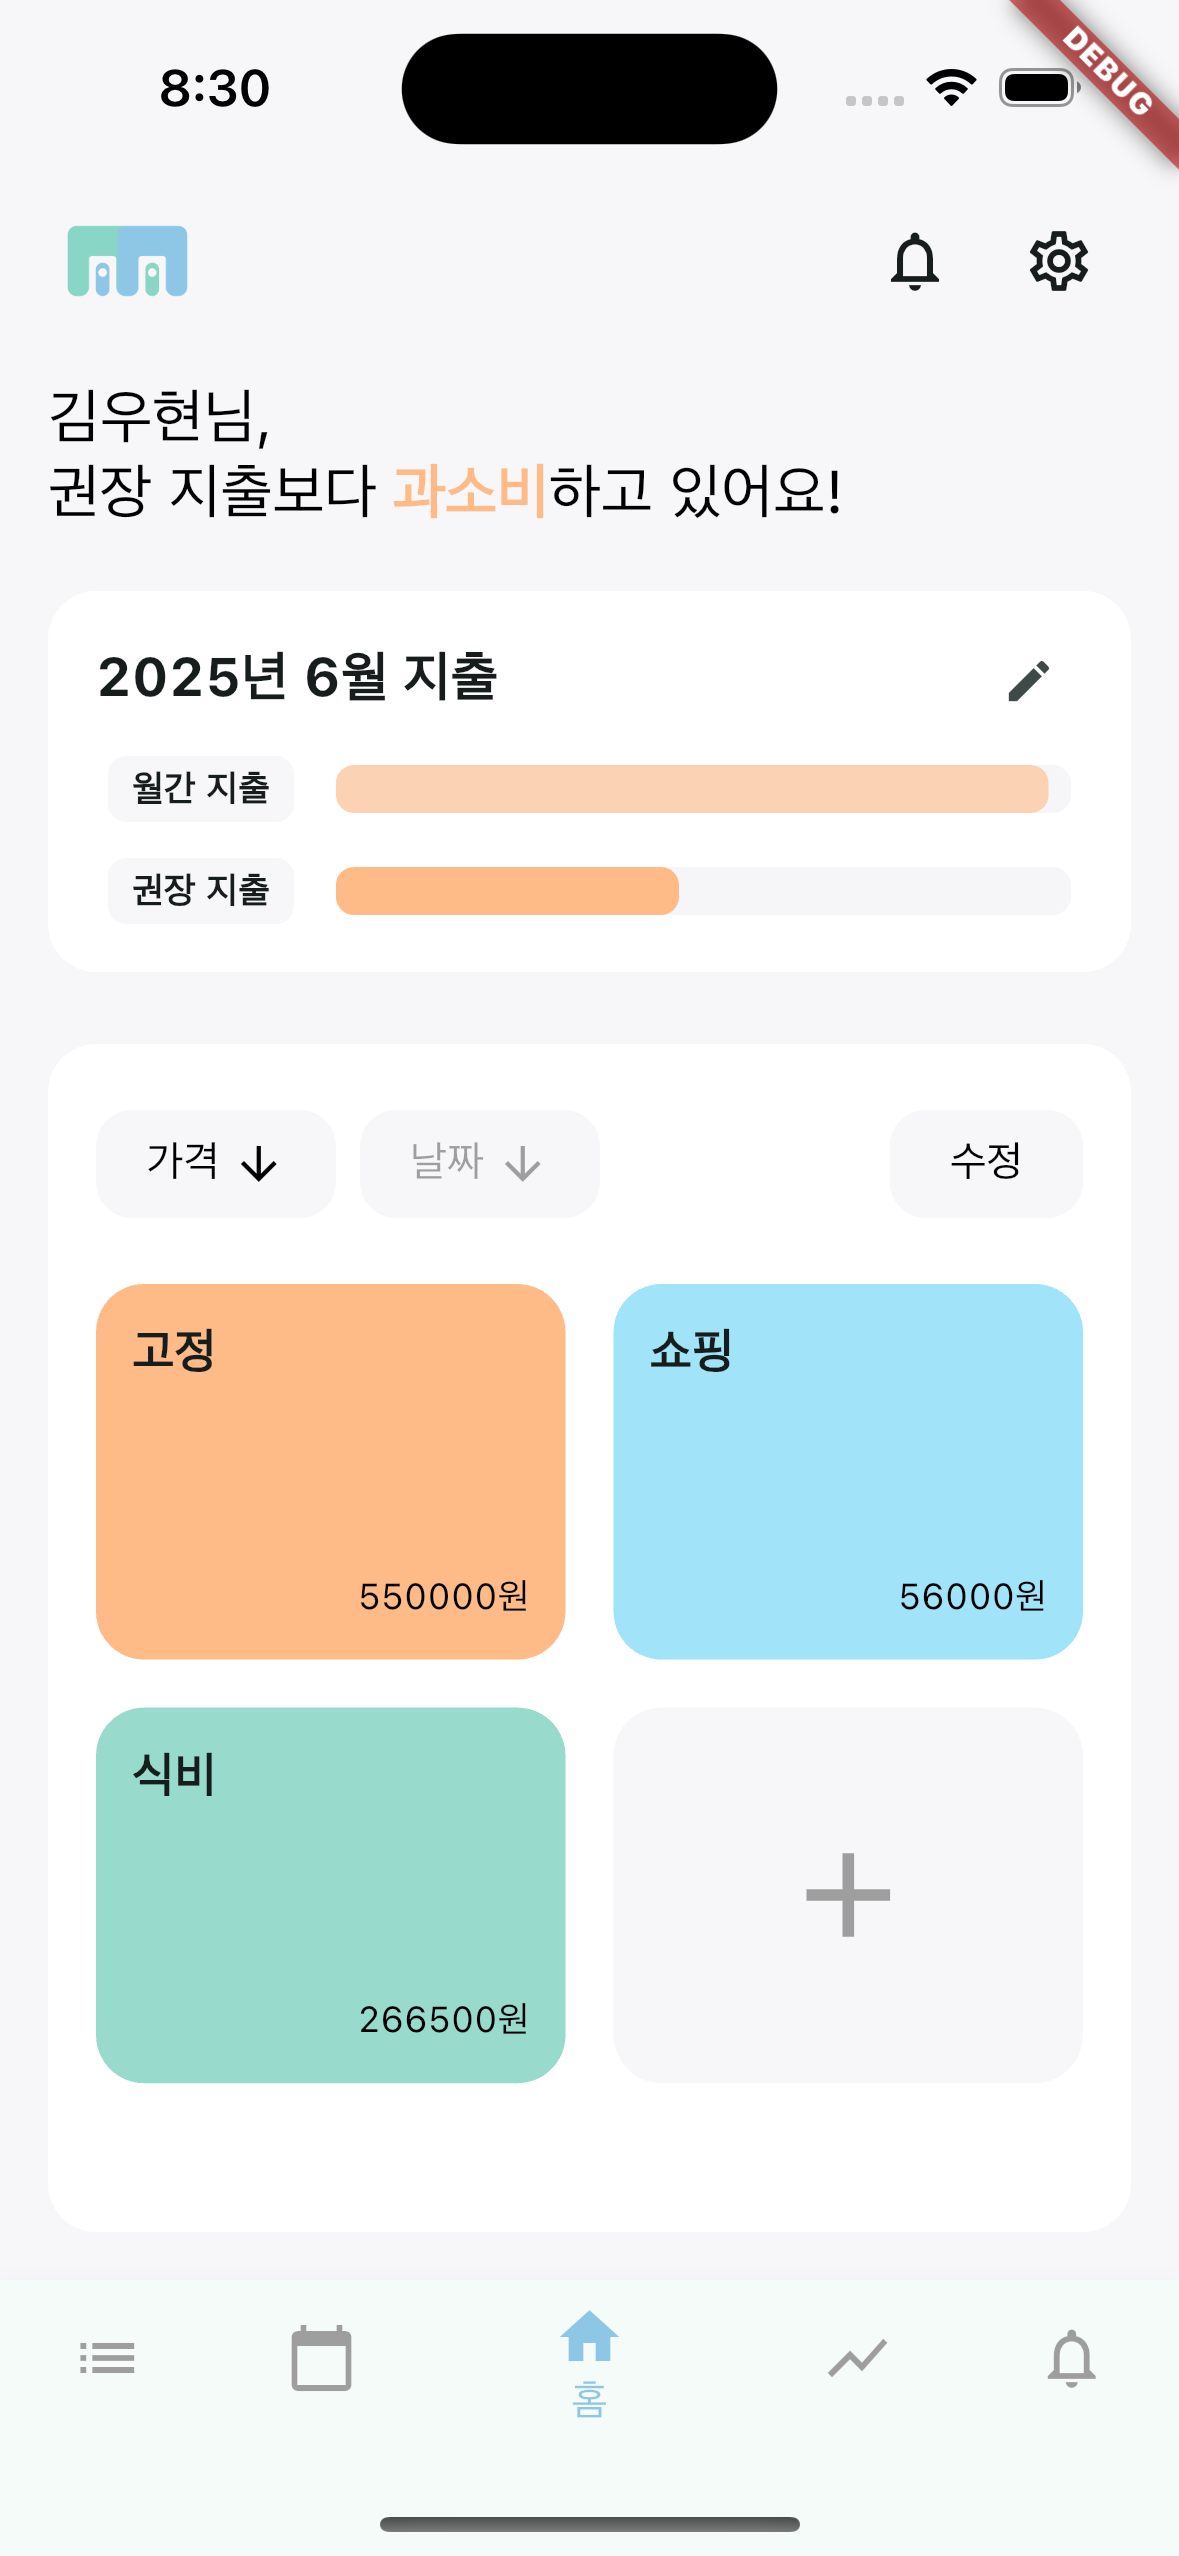 8:30
DEBUG
김우현님,
권장 지출보다 과소비하고 있어요!
2025년 6월 지출
월간 지출
권장 지출
가격 ↓ 날짜 ↓ 수정
고정 쇼핑
550000원 56000원
식비
266500원
홈